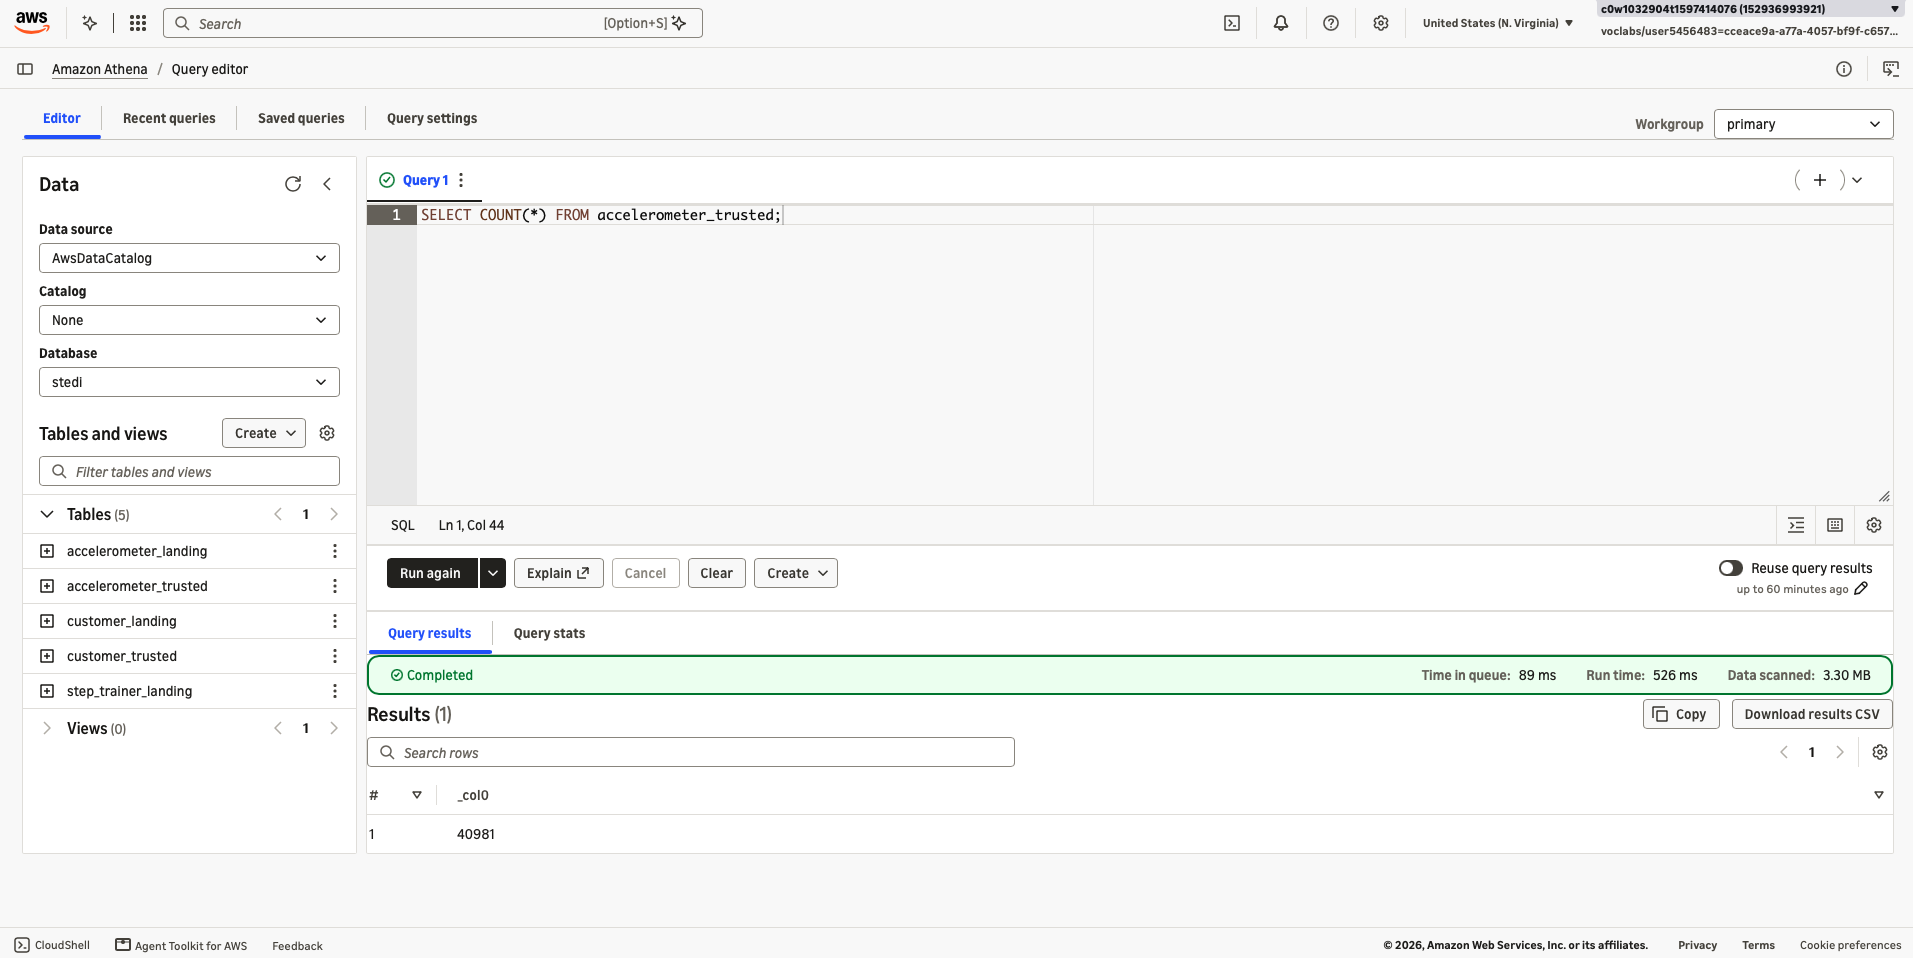 aws
Search
[Option+S]
United States (N. Virginia)
c0w1032904t1597414076 (152936993921)
voclabs/user5456483=cceace9a-a77a-4057-bf9f-c657...
Amazon Athena / Query editor
Editor
Recent queries
Saved queries
Query settings
Workgroup
primary
Data
Data source
AwsDataCatalog
Catalog
None
Database
stedi
Tables and views
Create
Filter tables and views
Tables (5)
1
accelerometer_landing
accelerometer_trusted
customer_landing
customer_trusted
step_trainer_landing
Views (0)
1
Query 1
1 SELECT COUNT(*) FROM accelerometer_trusted;
SQL
Ln 1, Col 44
Run again
Explain
Cancel
Clear
Create
Reuse query results
up to 60 minutes ago
Query results
Query stats
Completed
Time in queue: 89 ms
Run time: 526 ms
Data scanned: 3.30 MB
Results (1)
Copy
Download results CSV
Search rows
1
#
_col0
1
40981
CloudShell
Agent Toolkit for AWS
Feedback
© 2026, Amazon Web Services, Inc. or its affiliates.
Privacy
Terms
Cookie preferences